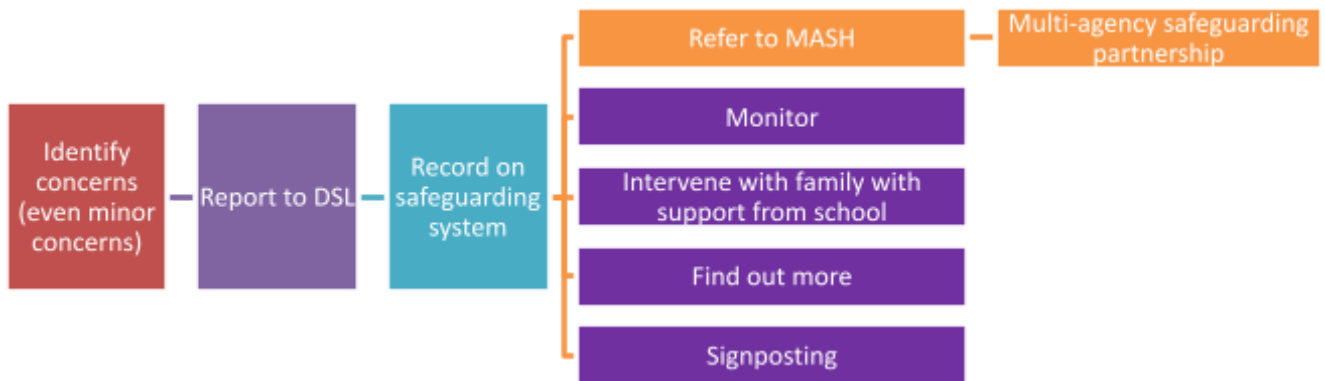 Identify
concerns
(even minor
concerns)
Report to DSL
Record on
safeguarding
system
Refer to MASH
Multi-agency safeguarding
partnership
Monitor
Intervene with family with
support from school
Find out more
Signposting